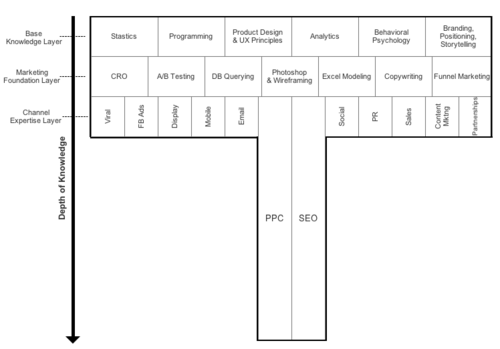 Base
Knowledge Layer
Stastics
Programming
Product Design
& UX Principles
Analytics
Behavioral
Psychology
Branding,
Positioning,
Storytelling
Marketing
Foundation Layer
CRO
A/B Testing
DB Querying
Photoshop
& Wireframing
Excel Modeling
Copywriting
Funnel Marketing
Channel
Expertise Layer
Viral
FB Ads
Display
Mobile
Email
PPC
SEO
Social
PR
Sales
Content
Mktng
Partnerships
Depth of Knowledge